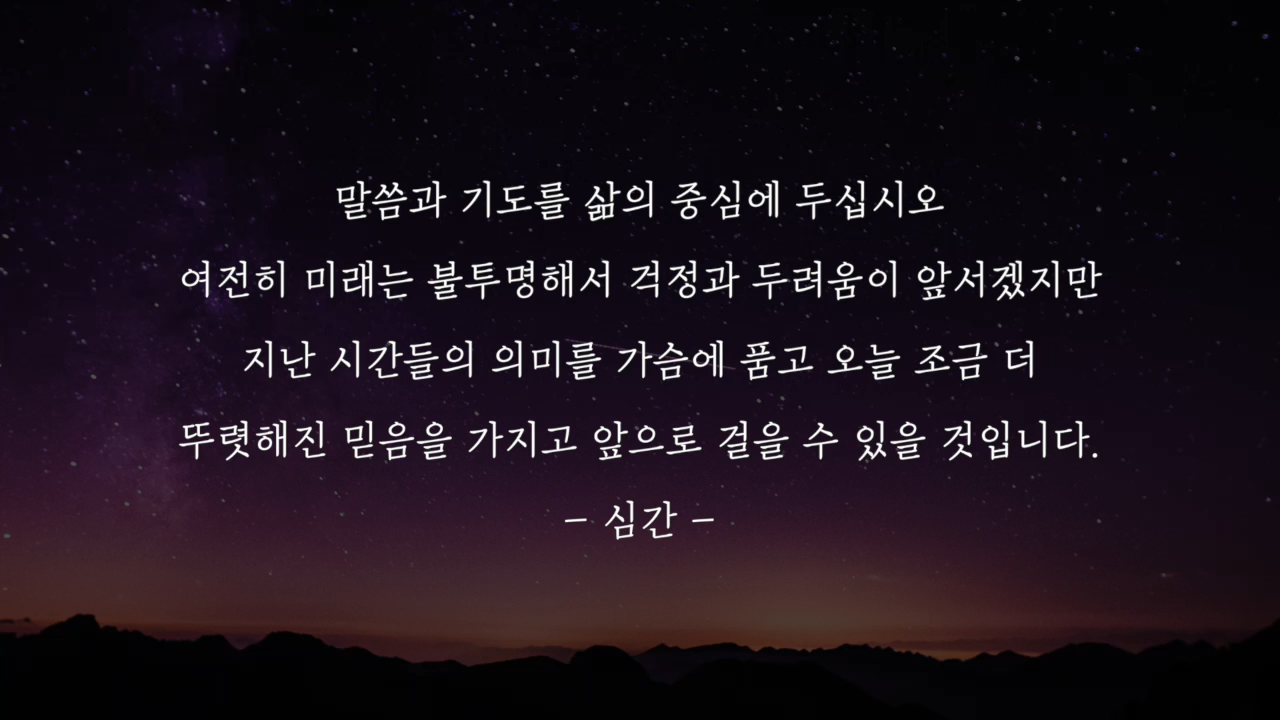 말씀과 기도를 삶의 중심에 두십시오
여전히 미래는 불투명해서 걱정과 두려움이 앞서겠지만
지난 시간들의 의미를 가슴에 품고 오늘 조금 더
뚜렷해진 믿음을 가지고 앞으로 걸을 수 있을 것입니다.
- 심간 -